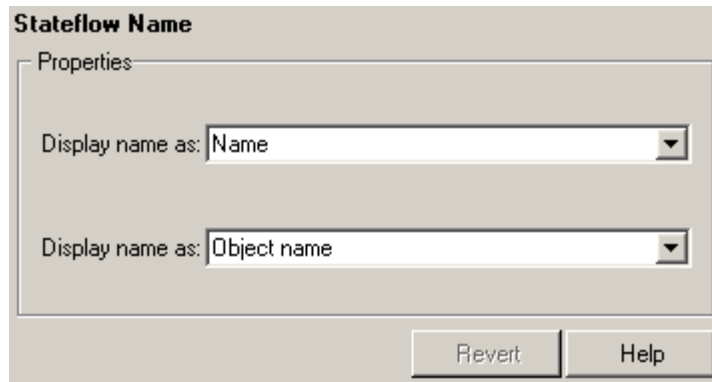 Stateflow Name
Properties
Display name as: Name
Display name as: Object name
Revert Help